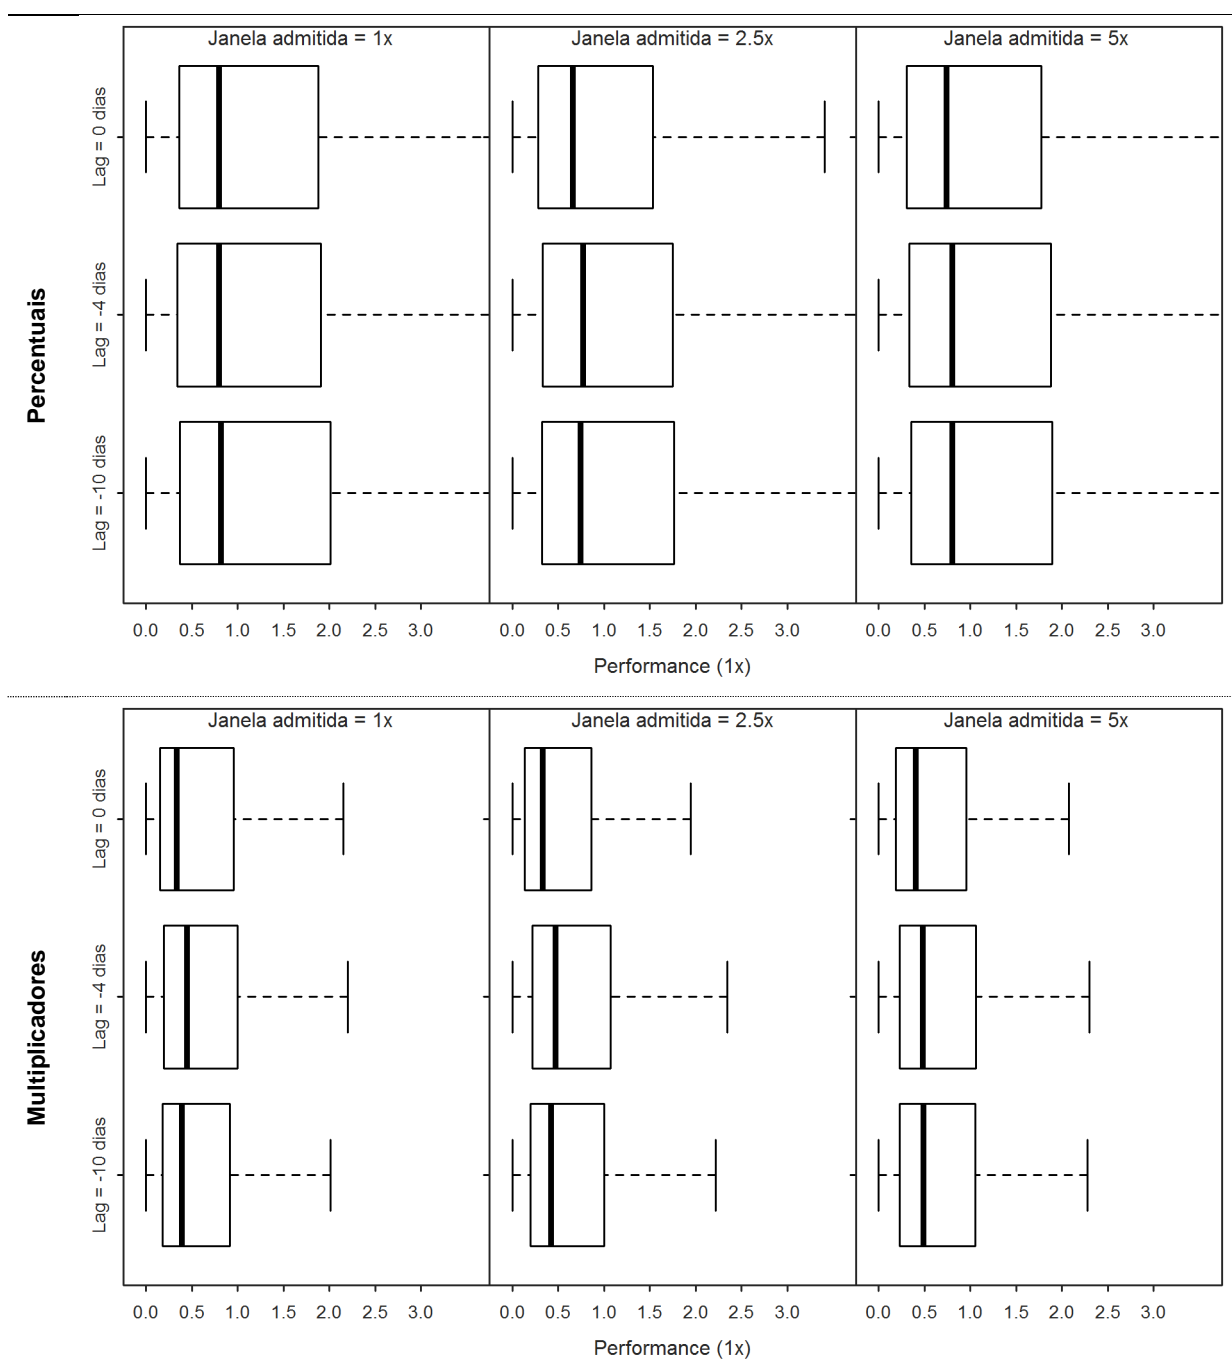 Percentuais
Janela admitida = 1x
Janela admitida = 2.5x
Janela admitida = 5x
Lag = 0 dias
Lag = -4 dias
Lag = -10 dias
0.0 0.5 1.0 1.5 2.0 2.5 3.0
0.0 0.5 1.0 1.5 2.0 2.5 3.0
0.0 0.5 1.0 1.5 2.0 2.5 3.0
Performance (1x)
Multiplicadores
Janela admitida = 1x
Janela admitida = 2.5x
Janela admitida = 5x
Lag = 0 dias
Lag = -4 dias
Lag = -10 dias
0.0 0.5 1.0 1.5 2.0 2.5 3.0
0.0 0.5 1.0 1.5 2.0 2.5 3.0
0.0 0.5 1.0 1.5 2.0 2.5 3.0
Performance (1x)